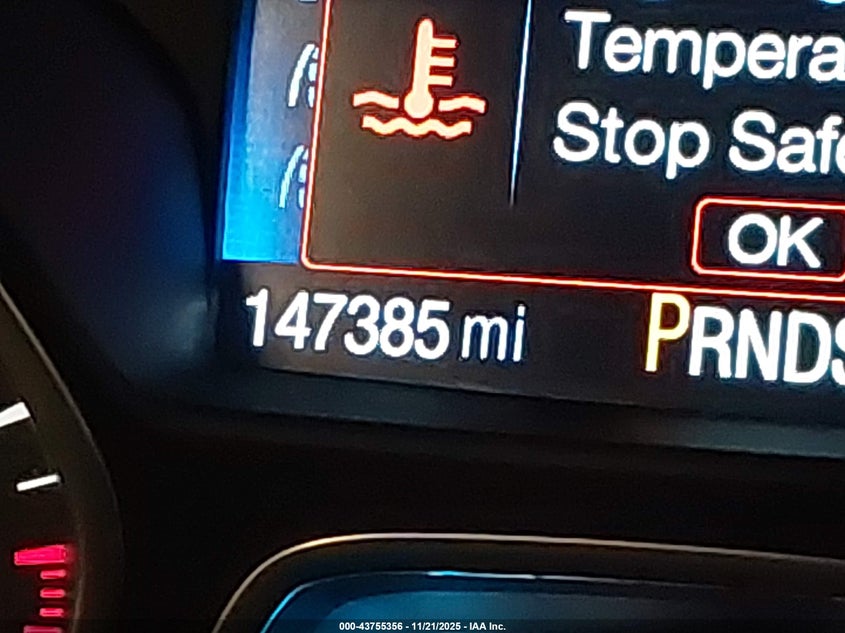 Tempera
Stop Safe
OK
147385 mi
PRNDS
000-43755356 - 11/21/2025 - IAA Inc.